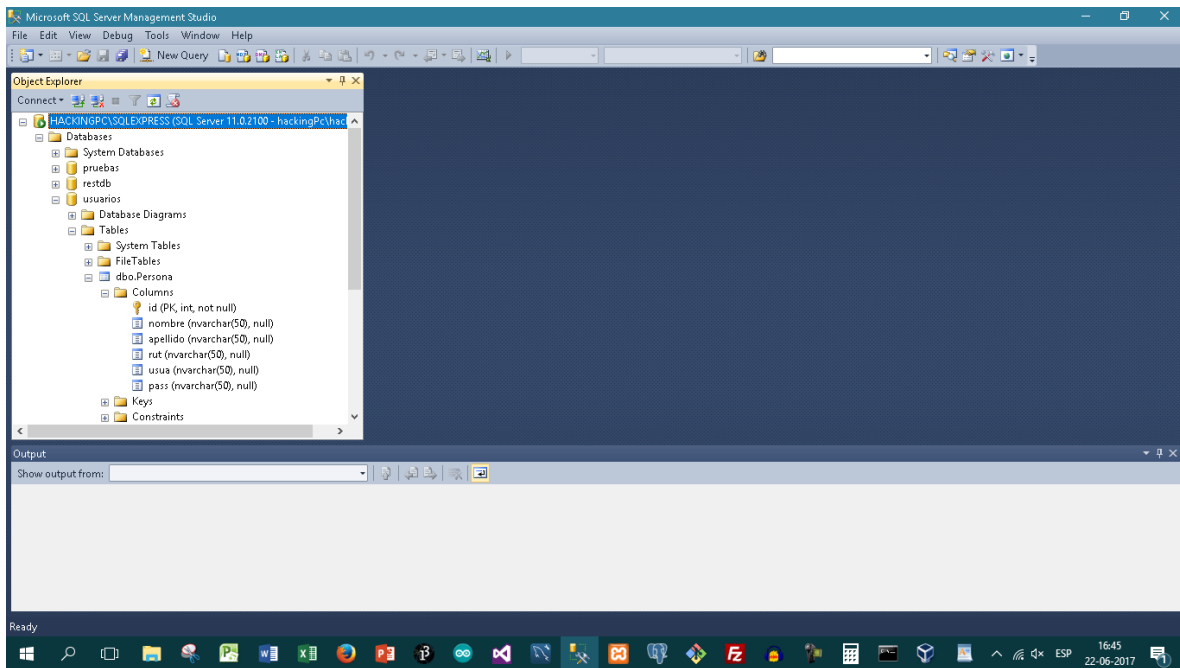 Microsoft SQL Server Management Studio
File Edit View Debug Tools Window Help
New Query
Object Explorer
Connect
HACKINGPC\SQLEXPRESS (SQL Server 11.0.2100 - hackingPc\hac
Databases
System Databases
pruebas
restdb
usuarios
Database Diagrams
Tables
System Tables
FileTables
dbo.Persona
Columns
id (PK, int, not null)
nombre (nvarchar(50), null)
apellido (nvarchar(50), null)
rut (nvarchar(50), null)
usua (nvarchar(50), null)
pass (nvarchar(50), null)
Keys
Constraints
Output
Show output from:
Ready
ESP
16:45
22-06-2017